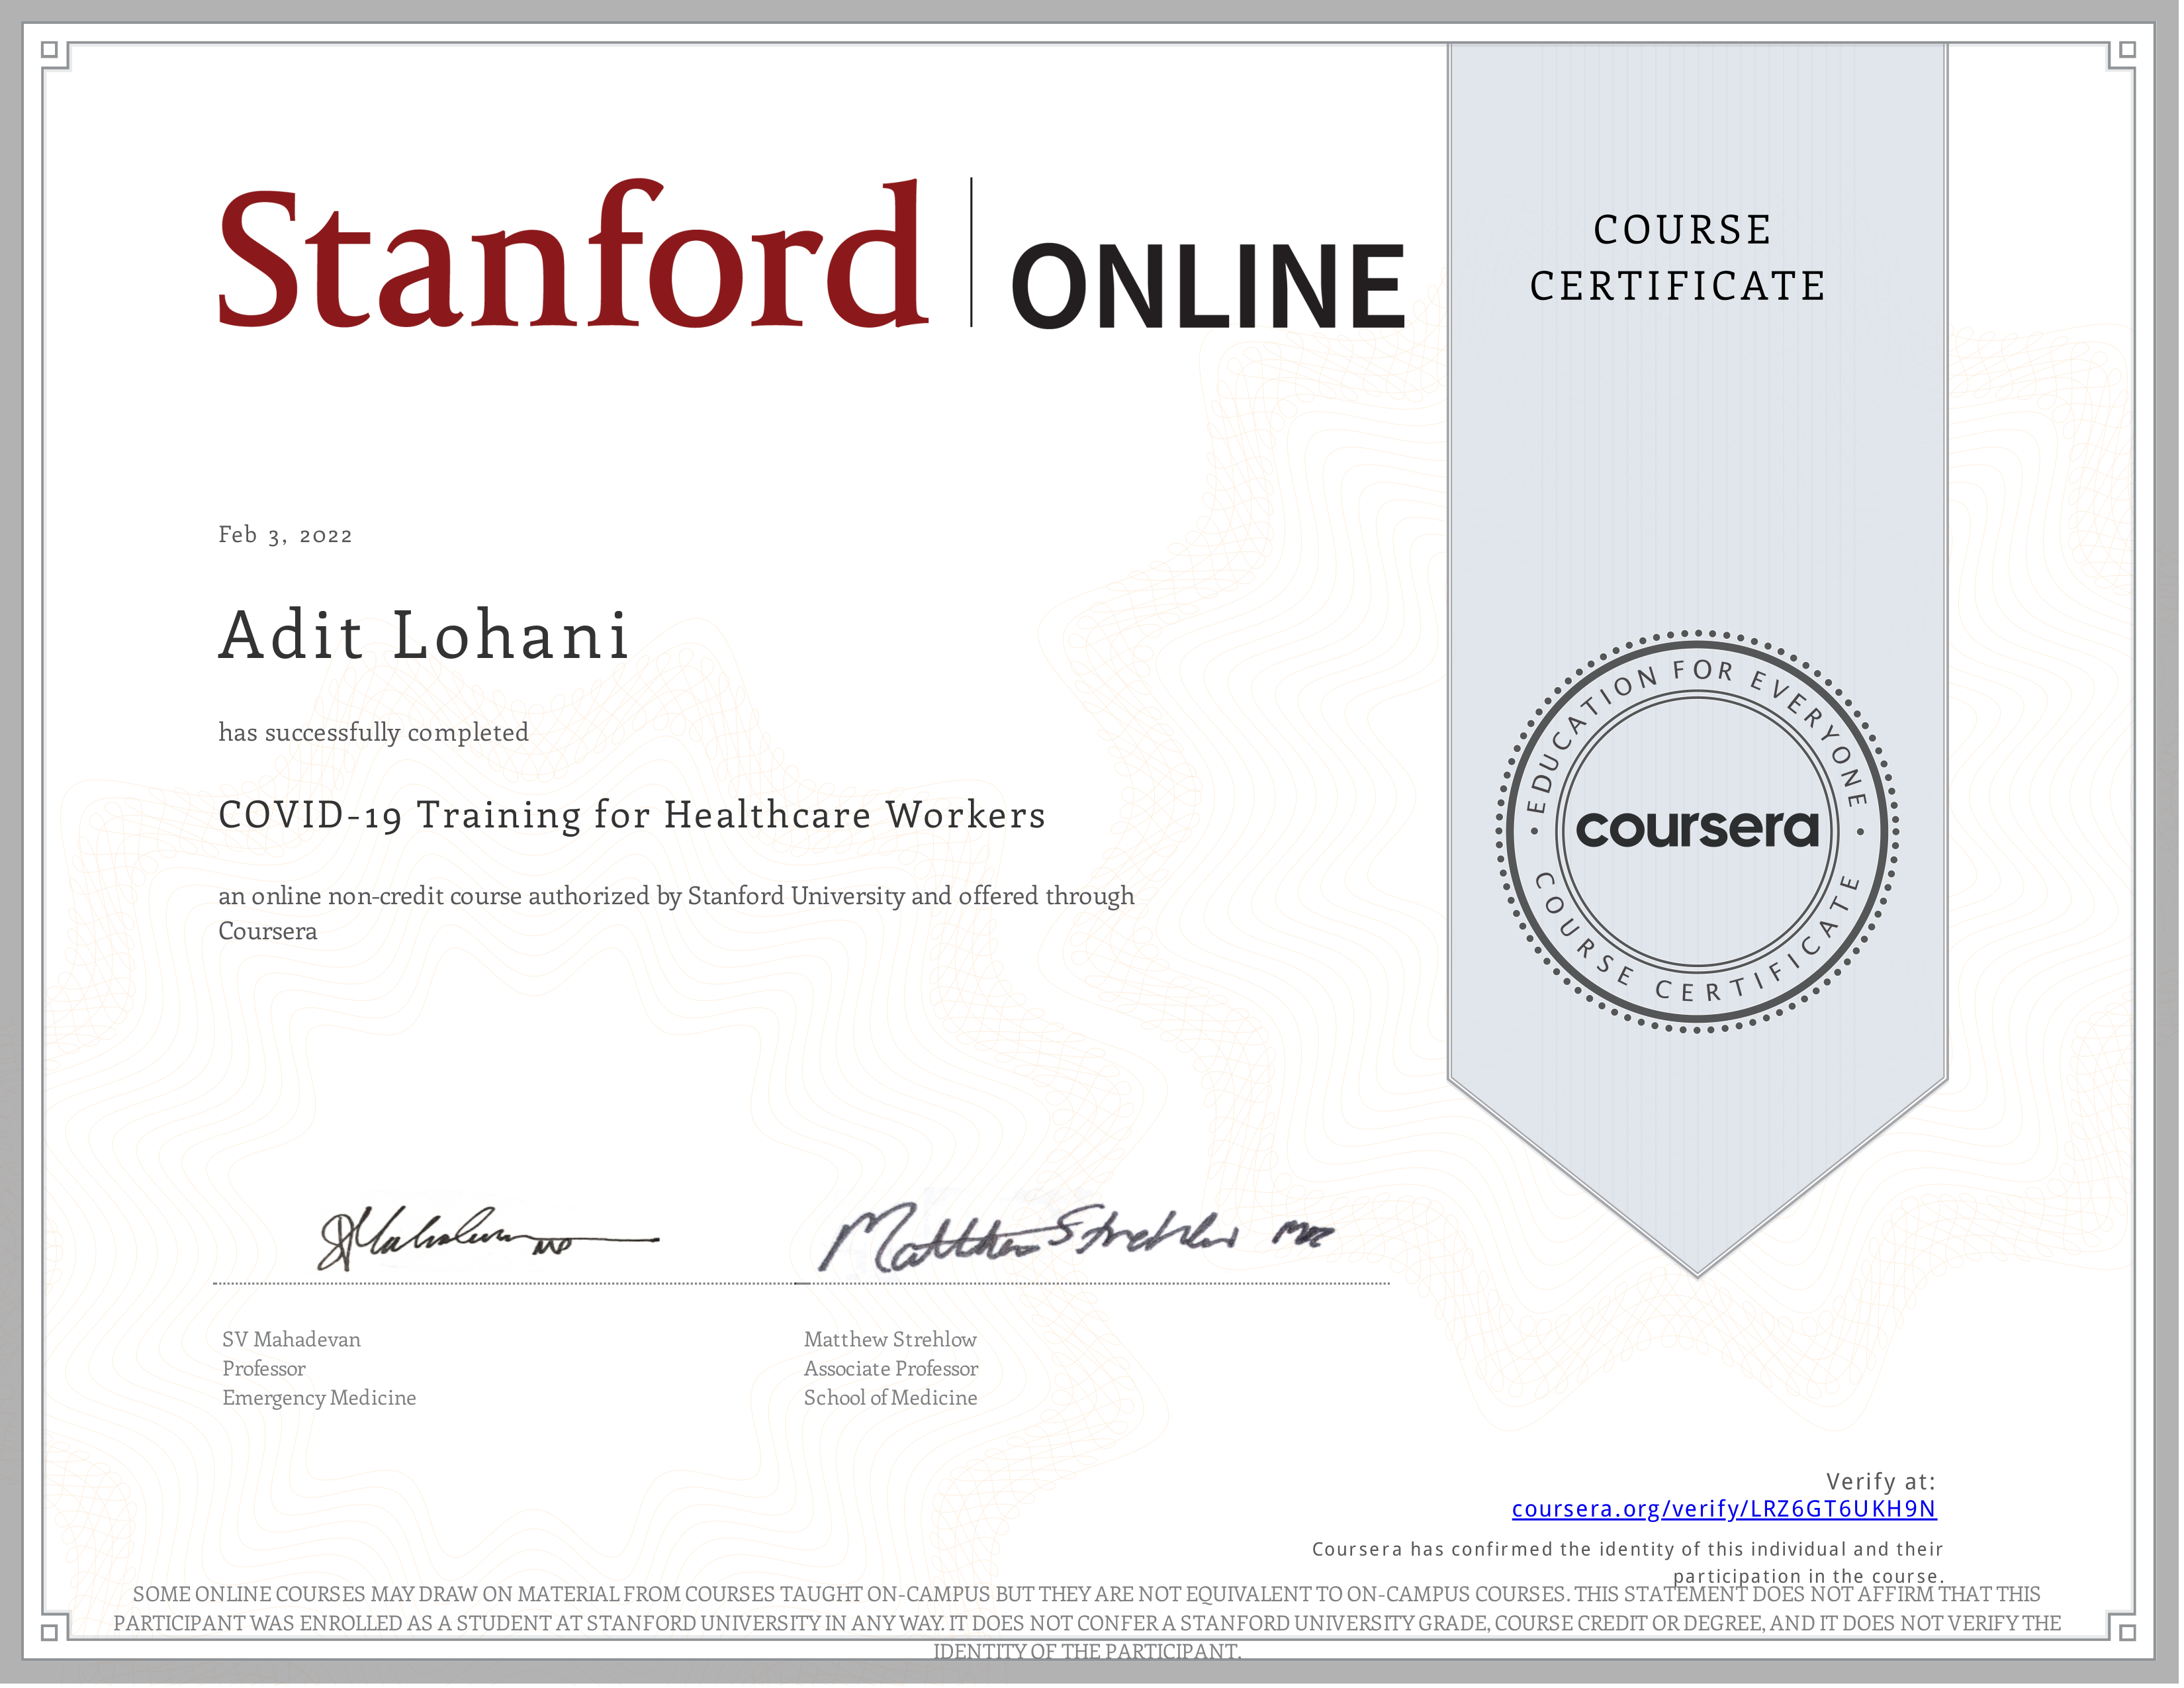 Stanford | ONLINE
COURSE
CERTIFICATE
Feb 3, 2022
Adit Lohani
has successfully completed
COVID-19 Training for Healthcare Workers
an online non-credit course authorized by Stanford University and offered through
Coursera
EDUCATION FOR EVERYONE
coursera
COURSE CERTIFICATE
Matthew Strehlow
SV Mahadevan
Professor
Emergency Medicine
Matthew Strehlow
Associate Professor
School of Medicine
Verify at:
coursera.org/verify/LRZ6GT6UKH9N
Coursera has confirmed the identity of this individual and their
participation in the course.
SOME ONLINE COURSES MAY DRAW ON MATERIAL FROM COURSES TAUGHT ON-CAMPUS BUT THEY ARE NOT EQUIVALENT TO ON-CAMPUS COURSES. THIS STATEMENT DOES NOT AFFIRM THAT THIS
PARTICIPANT WAS ENROLLED AS A STUDENT AT STANFORD UNIVERSITY IN ANY WAY. IT DOES NOT CONFER A STANFORD UNIVERSITY GRADE, COURSE CREDIT OR DEGREE, AND IT DOES NOT VERIFY THE
IDENTITY OF THE PARTICIPANT.